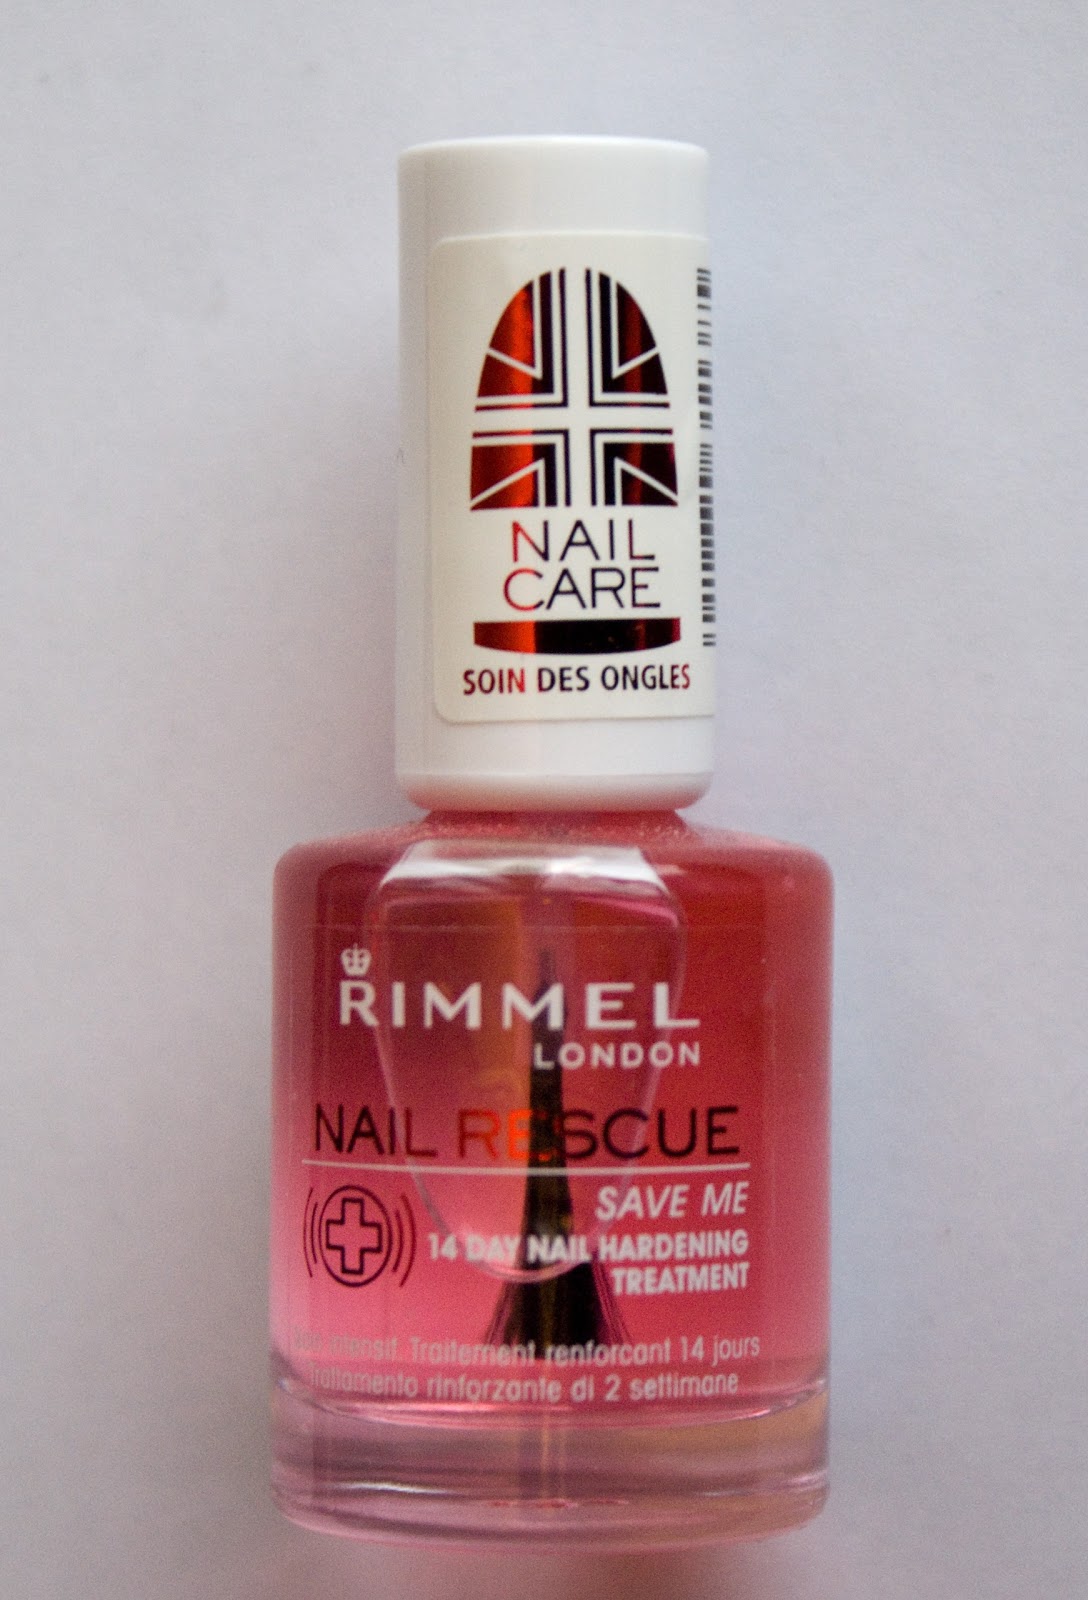 NAIL
CARE
SOIN DES ONGLES
RIMMEL
LONDON
NAIL RESCUE
SAVE ME
14 DAY NAIL HARDENING
TREATMENT
Traitement renforcant 14 jours
Trattamento rinforzante di 2 settimane